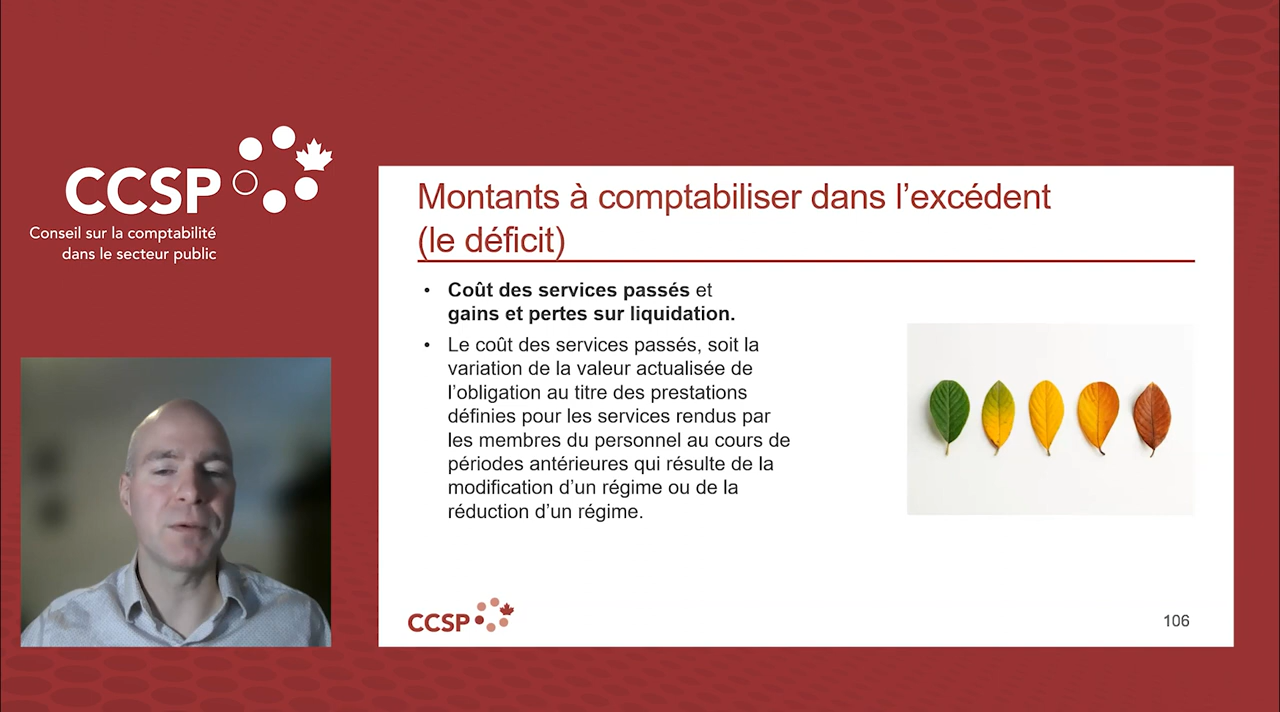 CCSP
Conseil sur la comptabilité
dans le secteur public
Montants à comptabiliser dans l’excédent
(le déficit)
• Coût des services passés et
gains et pertes sur liquidation.
• Le coût des services passés, soit la
variation de la valeur actualisée de
l’obligation au titre des prestations
définies pour les services rendus par
les membres du personnel au cours de
périodes antérieures qui résulte de la
modification d’un régime ou de la
réduction d’un régime.
CCSP
106